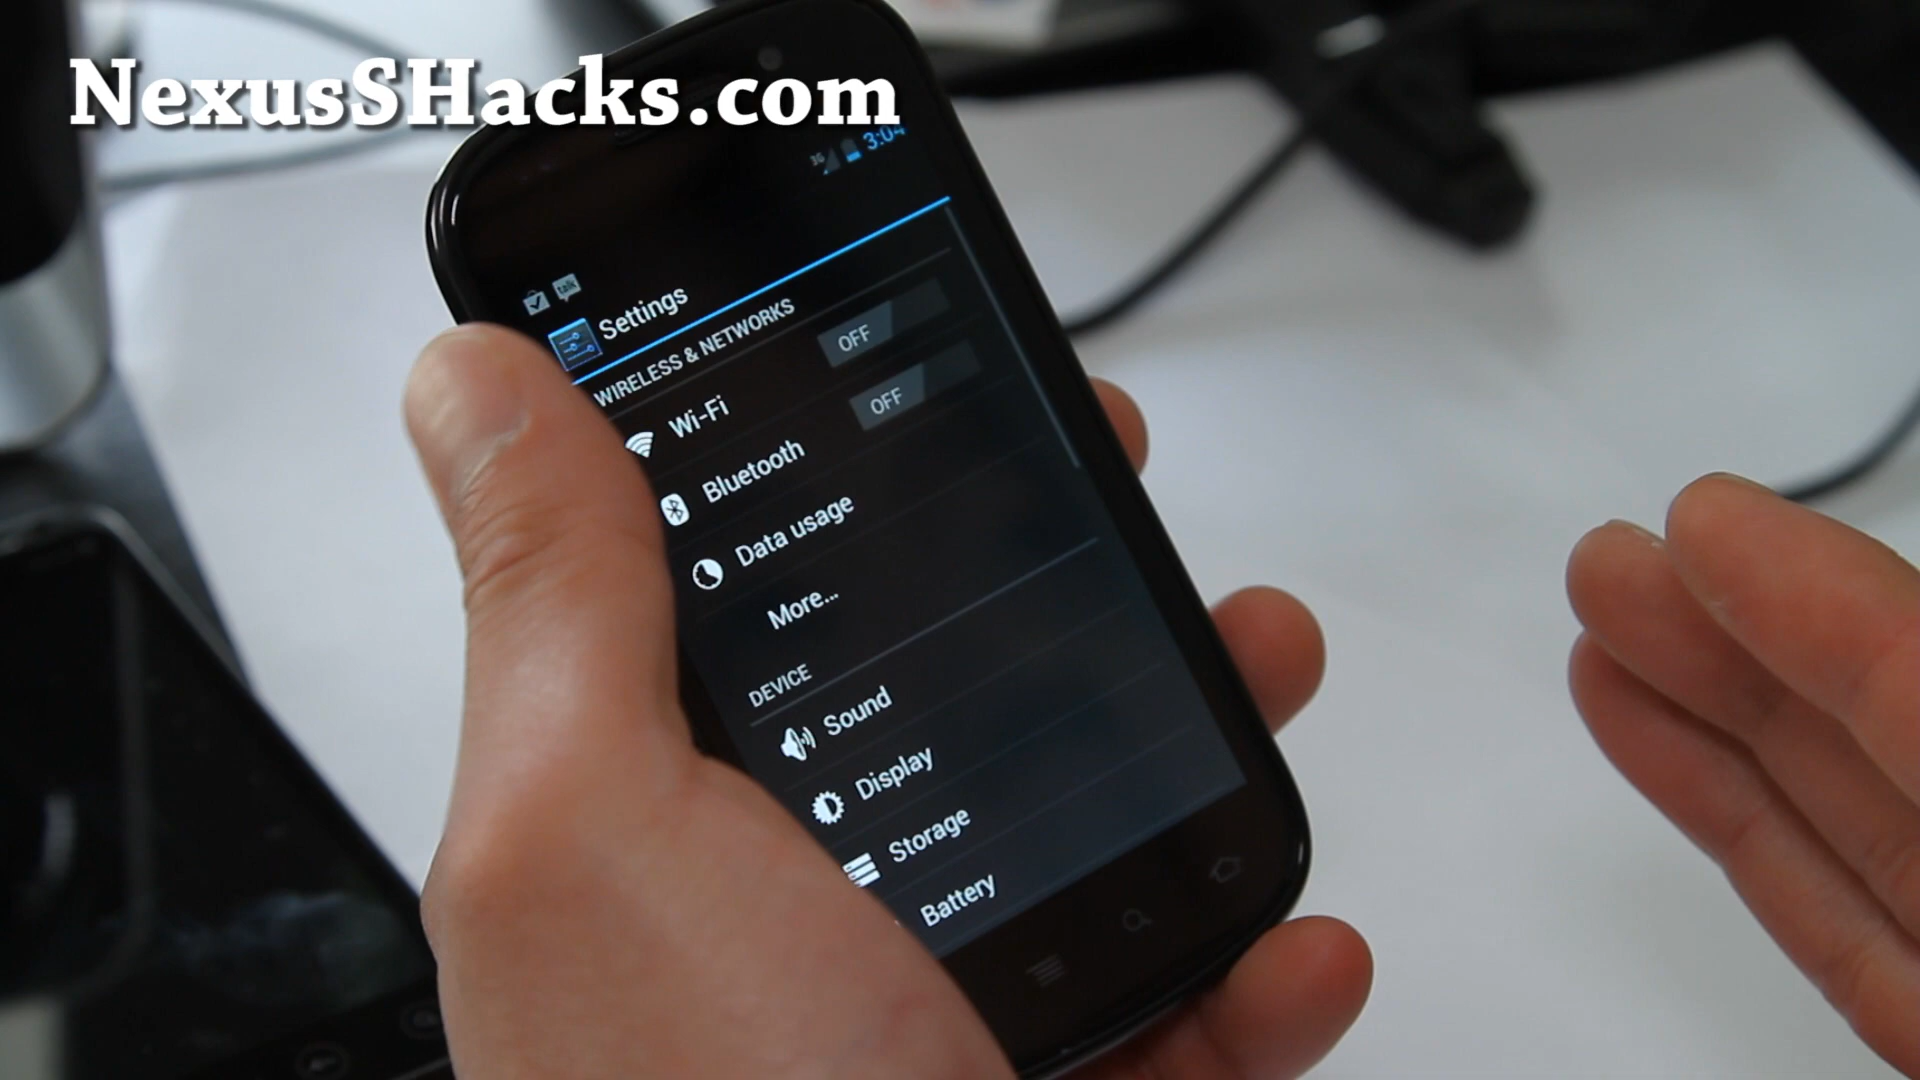 NexusSHacks.com
3G 3:04
talk
Settings
WIRELESS & NETWORKS
Wi-Fi OFF
Bluetooth OFF
Data usage
More...
DEVICE
Sound
Display
Storage
Battery